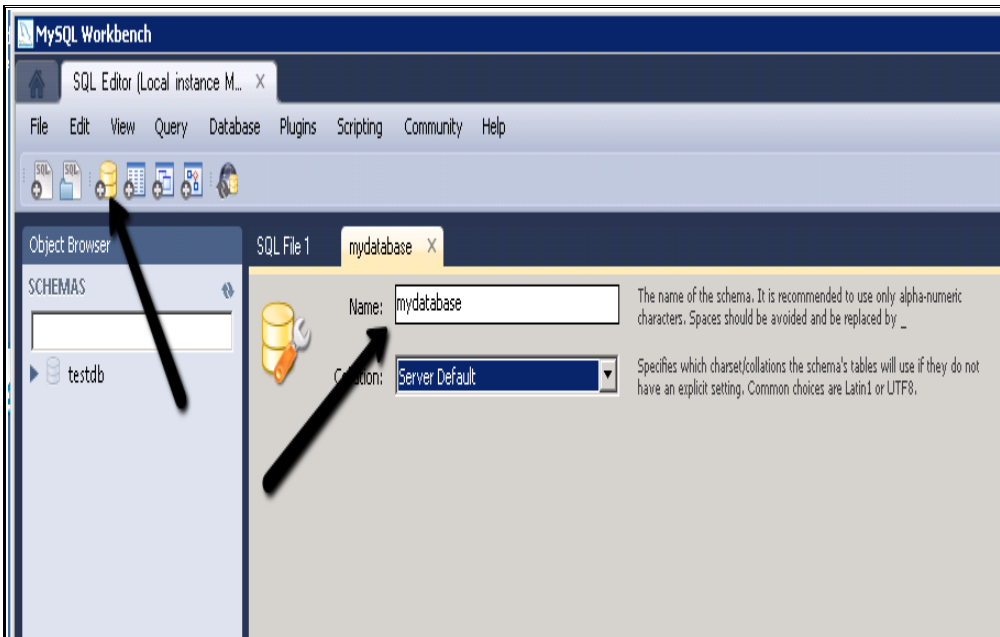 MySQL Workbench
SQL Editor (Local instance M...
File Edit View Query Database Plugins Scripting Community Help
SQL SQL
Object Browser
SQL File 1
mydatabase
SCHEMAS
testdb
Name: mydatabase
The name of the schema. It is recommended to use only alpha-numeric
characters. Spaces should be avoided and be replaced by _
Server Default
Specifies which charset/collations the schema's tables will use if they do not
have an explicit setting. Common choices are Latin1 or UTF8.